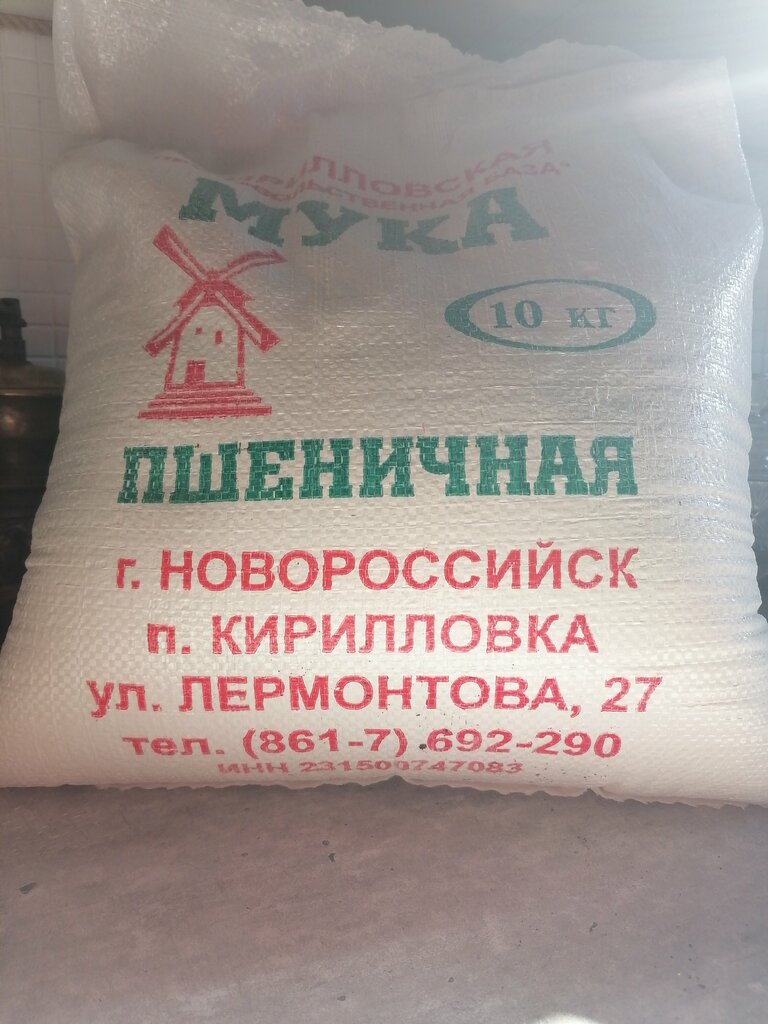 МУКА
10 кг
ПШЕНИЧНАЯ
г. НОВОРОССИЙСК
п. КИРИЛЛОВКА
ул. ЛЕРМОНТОВА, 27
тел. (861-7) 692-290
ИНН 231500747083